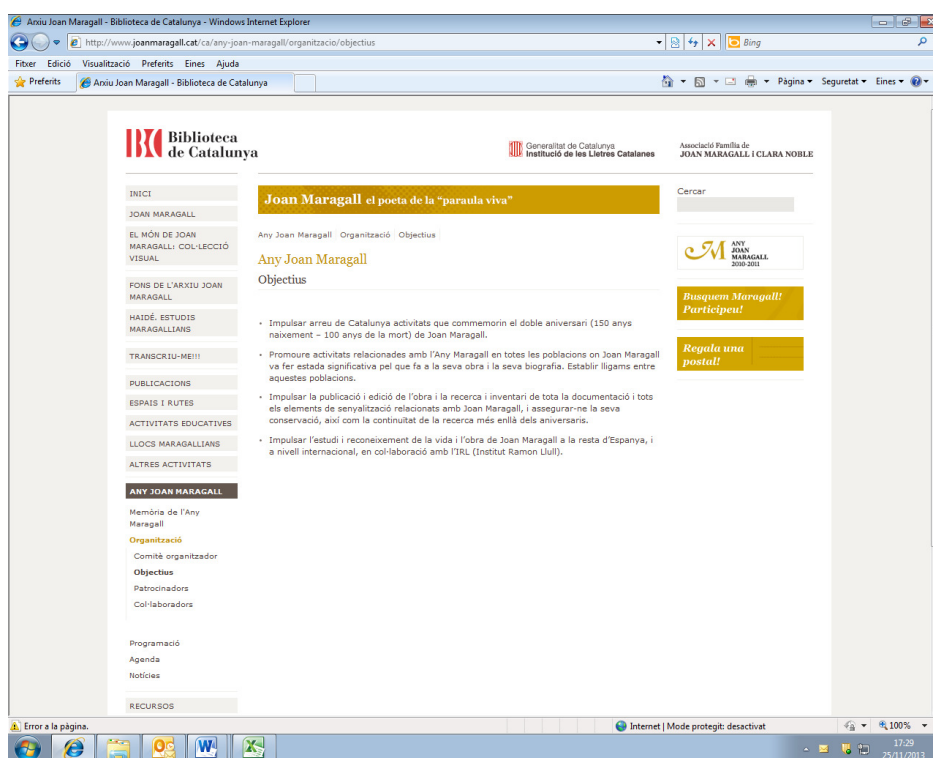 Arxiu Joan Maragall - Biblioteca de Catalunya - Windows Internet Explorer
http://www.joanmaragall.cat/ca/any-joan-maragall/organitzacio/objectius
Bing
Fitxer Edició Visualització Preferits Eines Ajuda
Preferits
Arxiu Joan Maragall - Biblioteca de Catalunya
Pàgina
Seguretat
Eines
Biblioteca
de Catalunya
Generalitat de Catalunya
Institució de les Lletres Catalanes
Associació Família de
JOAN MARAGALL i CLARA NOBLE
INICI
JOAN MARAGALL
EL MÓN DE JOAN
MARAGALL: COL·LECCIÓ
VISUAL
FONS DE L'ARXIU JOAN
MARAGALL
HAIDÉ. ESTUDIS
MARAGALLIANS
TRANSCRIU-ME!!!
PUBLICACIONS
ESPAIS I RUTES
ACTIVITATS EDUCATIVES
LLOCS MARAGALLIANS
ALTRES ACTIVITATS
ANY JOAN MARAGALL
Memòria de l'Any
Maragall
Organització
Comitè organitzador
Objectius
Patrocinadors
Col·laboradors
Programació
Agenda
Notícies
RECURSOS
Joan Maragall el poeta de la "paraula viva"
Any Joan Maragall Organització Objectius
Any Joan Maragall
Objectius
Impulsar arreu de Catalunya activitats que commemorin el doble aniversari (150 anys
naixement – 100 anys de la mort) de Joan Maragall.
Promoure activitats relacionades amb l'Any Maragall en totes les poblacions on Joan Maragall
va fer estada significativa pel que fa a la seva obra i la seva biografia. Establir lligams entre
aquestes poblacions.
Impulsar la publicació i edició de l'obra i la recerca i inventari de tota la documentació i tots
els elements de senyalització relacionats amb Joan Maragall, i assegurar-ne la seva
conservació, així com la continuïtat de la recerca més enllà dels aniversaris.
Impulsar l'estudi i reconeixement de la vida i l'obra de Joan Maragall a la resta d'Espanya, i
a nivell internacional, en col·laboració amb l'IRL (Institut Ramon Llull).
Cercar
ANY
JOAN
MARAGALL
2010-2011
Busquem Maragall!
Participeu!
Regala una
postal!
Error a la pàgina.
Internet | Mode protegit: desactivat
100%
17:29
25/11/2013